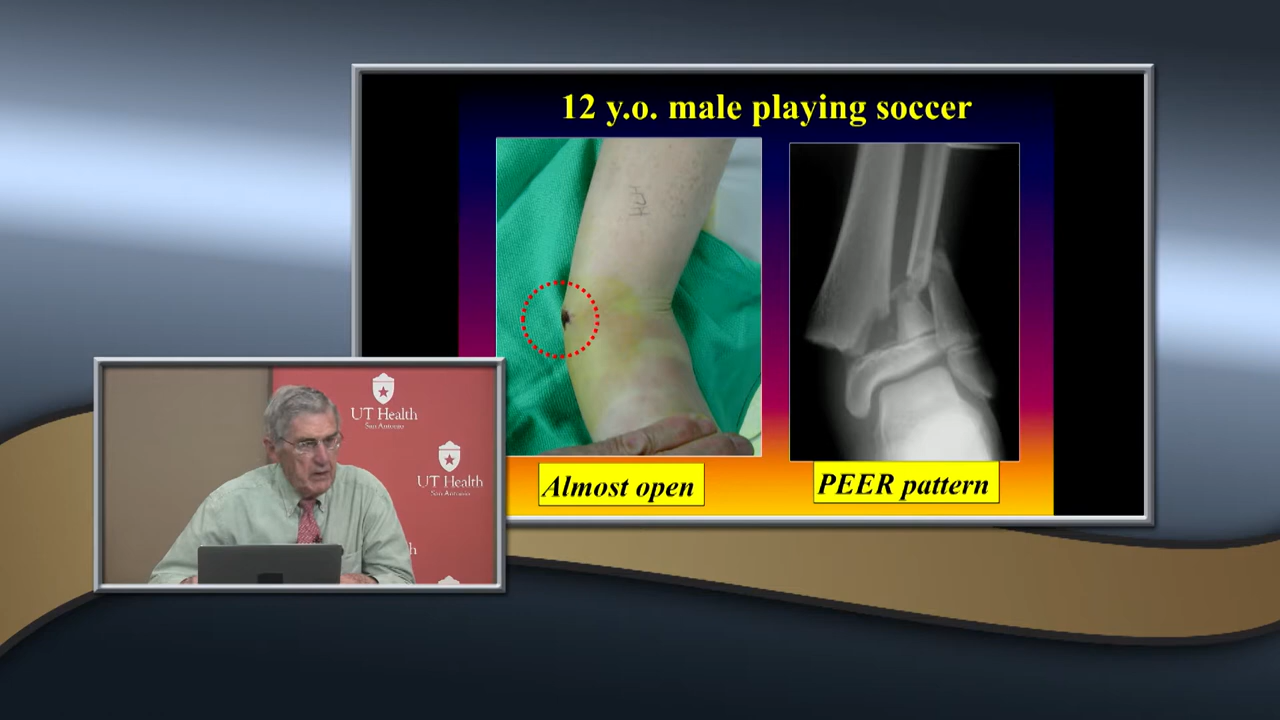 12 y.o. male playing soccer
Almost open
PEER pattern
UT Health
San Antonio
UT Health
San Antonio